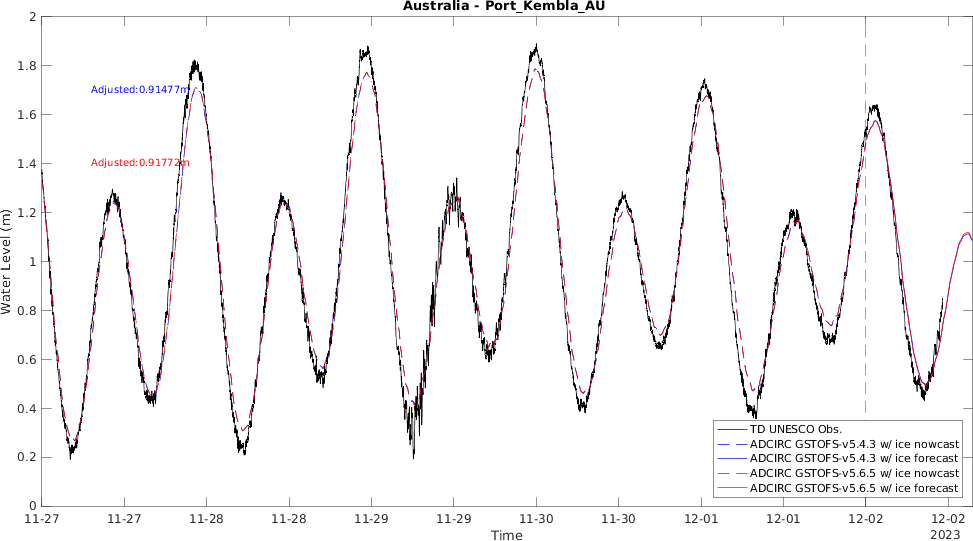 Australia - Port_Kembla_AU
2
1.8
1.6
1.4
1.2
1
0.8
0.6
0.4
0.2
0
Water Level (m)
Adjusted:0.91477m
Adjusted:0.91772m
TD UNESCO Obs.
ADCIRC GSTOFS-v5.4.3 w/ ice nowcast
ADCIRC GSTOFS-v5.4.3 w/ ice forecast
ADCIRC GSTOFS-v5.6.5 w/ ice nowcast
ADCIRC GSTOFS-v5.6.5 w/ ice forecast
11-27 11-27 11-28 11-28 11-29 11-29 11-30 11-30 12-01 12-01 12-02 12-02
2023
Time